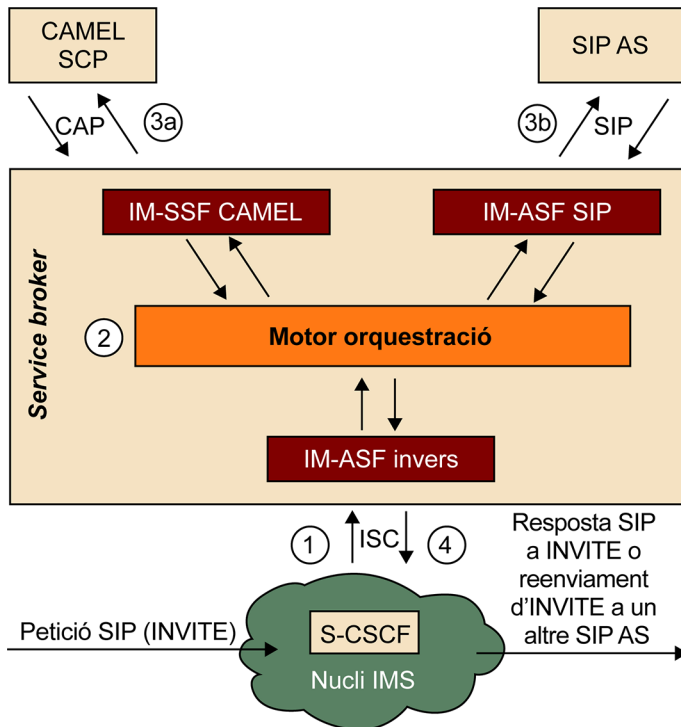 CAMEL
SCP
SIP AS
CAP
3a
3b
SIP
IM-SSF CAMEL
IM-ASF SIP
Service broker
2
Motor orquestració
IM-ASF invers
1
ISC
4
Resposta SIP
a INVITE o
reenviament
d'INVITE a un
altre SIP AS
Petició SIP (INVITE)
S-CSCF
Nucli IMS